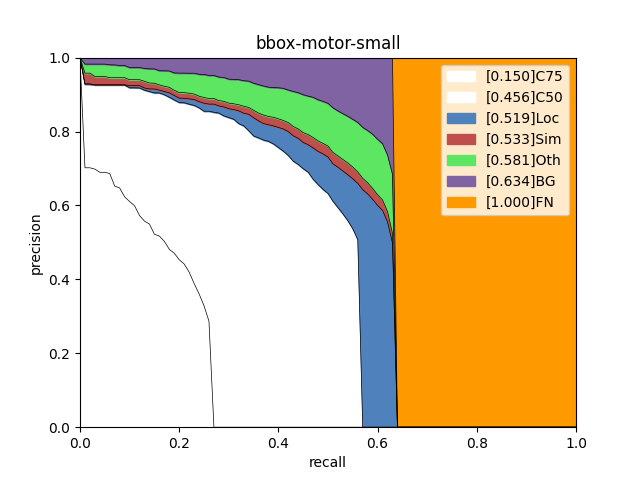 bbox-motor-small
1.0
0.8
0.6
0.4
0.2
0.0
precision
[0.150]C75
[0.456]C50
[0.519]Loc
[0.533]Sim
[0.581]Oth
[0.634]BG
[1.000]FN
0.0 0.2 0.4 0.6 0.8 1.0
recall